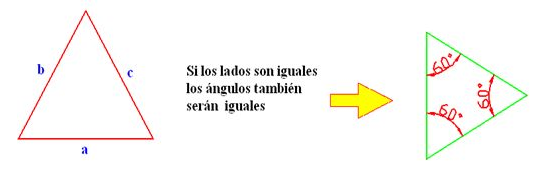 b
c
a
Si los lados son iguales
los ángulos también
serán iguales
60°
60°
60°